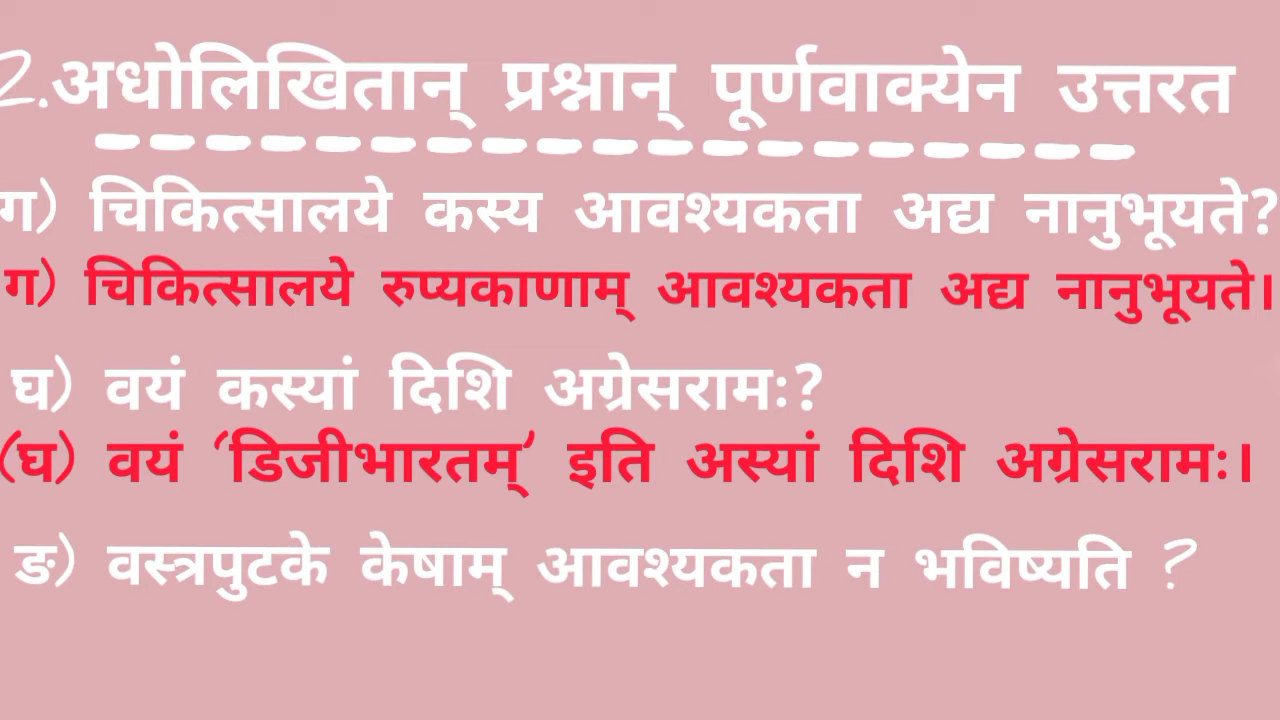 2.अधोलिखितान् प्रश्नान् पूर्णवाक्येन उत्तरत
ग) चिकित्सालये कस्य आवश्यकता अद्य नानुभूयते?
ग) चिकित्सालये रुप्यकाणाम् आवश्यकता अद्य नानुभूयते।
घ) वयं कस्यां दिशि अग्रेसरामः?
(घ) वयं ‘डिजीभारतम्’ इति अस्यां दिशि अग्रेसरामः।
ङ) वस्त्रपुटके केषाम् आवश्यकता न भविष्यति ?